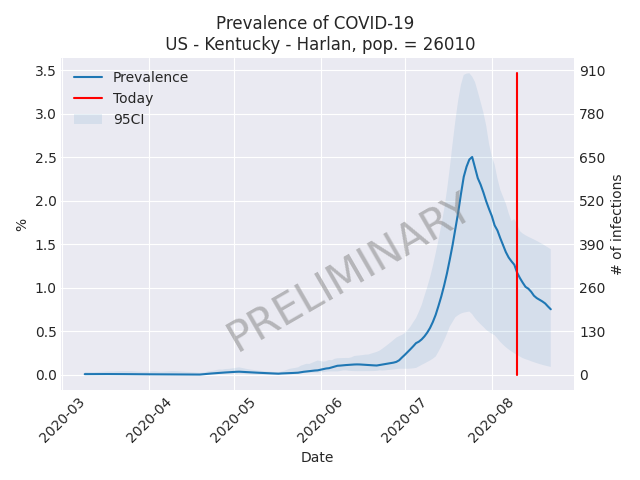 Prevalence of COVID-19
US - Kentucky - Harlan, pop. = 26010
Prevalence
Today
95CI
PRELIMINARY
3.5
3.0
2.5
2.0
1.5
1.0
0.5
0.0
%
910
780
650
520
390
260
130
0
# of infections
2020-03
2020-04
2020-05
2020-06
2020-07
2020-08
Date